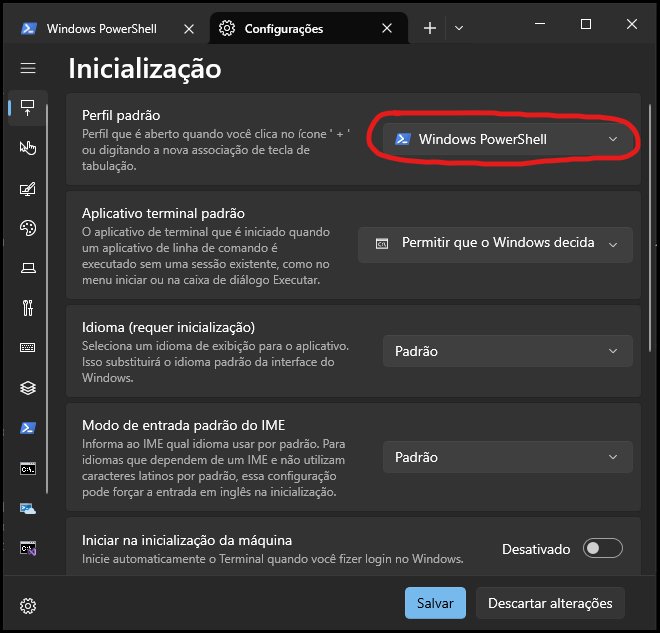 Windows PowerShell
Configurações
Inicialização
Perfil padrão
Perfil que é aberto quando você clica no ícone ' + '
ou digitando a nova associação de tecla de
tabulação.
Windows PowerShell
Aplicativo terminal padrão
O aplicativo de terminal que é iniciado quando
um aplicativo de linha de comando é
executado sem uma sessão existente, como no
menu iniciar ou na caixa de diálogo Executar.
Permitir que o Windows decida
Idioma (requer inicialização)
Seleciona um idioma de exibição para o aplicativo.
Isso substituirá o idioma padrão da interface do
Windows.
Padrão
Modo de entrada padrão do IME
Informa ao IME qual idioma usar por padrão. Para
idiomas que dependem de um IME e não utilizam
caracteres latinos por padrão, essa configuração
pode forçar a entrada em inglês na inicialização.
Padrão
Iniciar na inicialização da máquina
Inicie automaticamente o Terminal quando você fizer login no Windows.
Desativado
Salvar
Descartar alterações